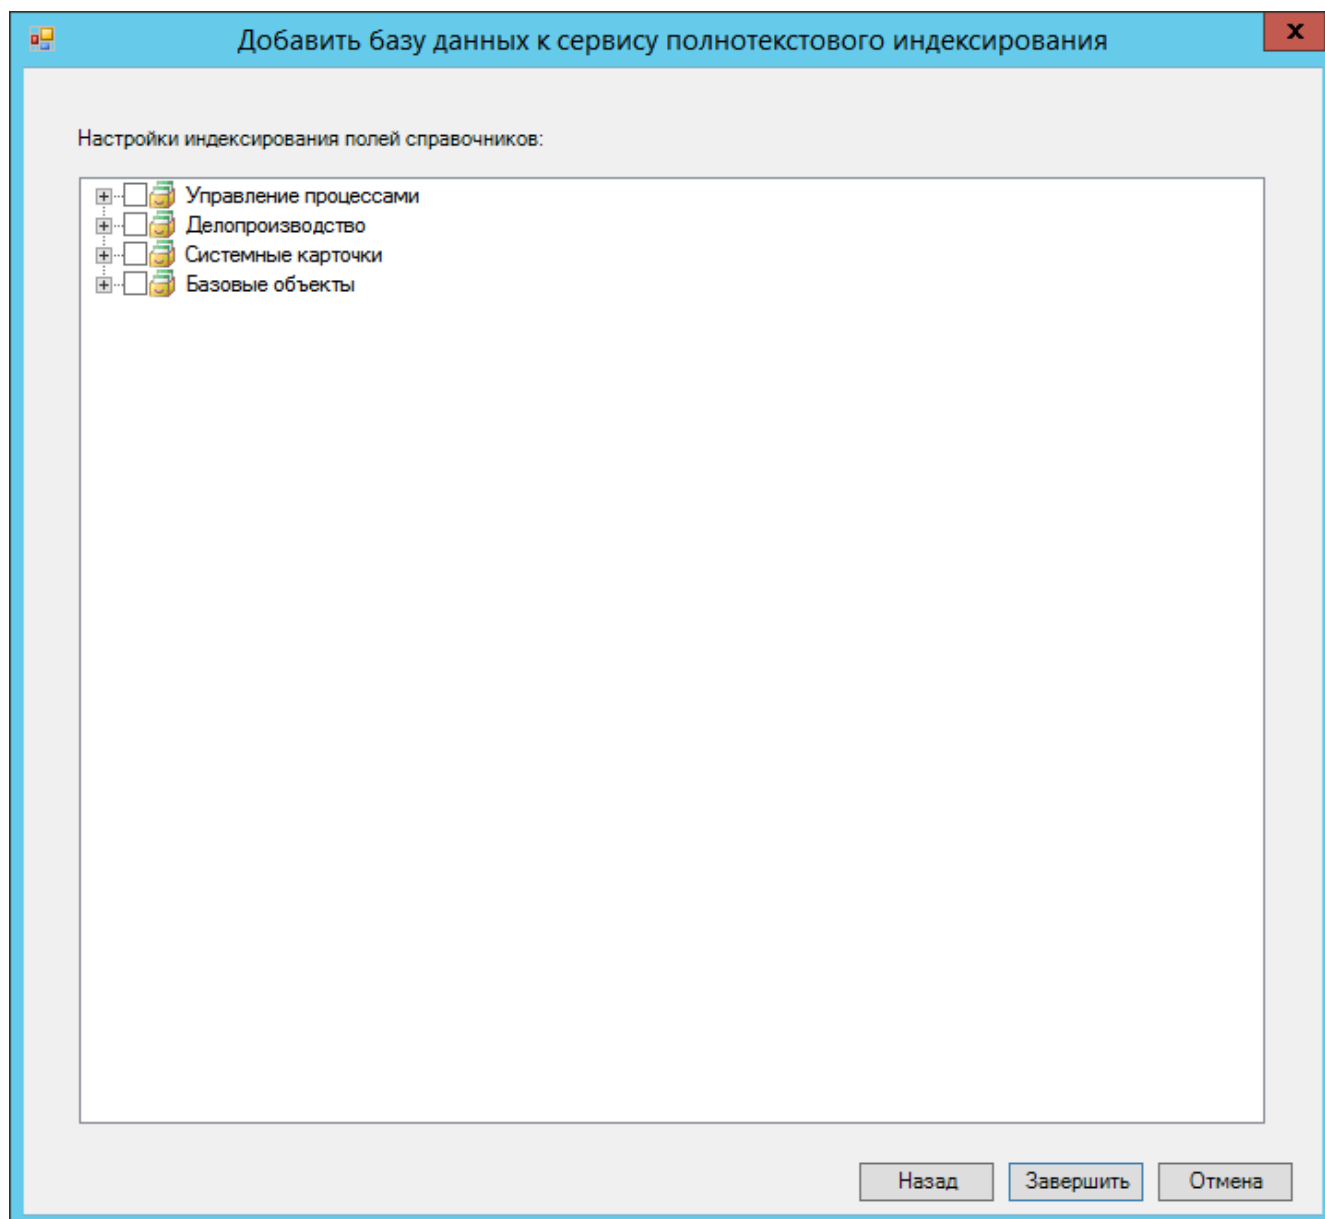 Добавить базу данных к сервису полнотекстового индексирования
x
Настройки индексирования полей справочников:
Управление процессами
Делопроизводство
Системные карточки
Базовые объекты
Назад Завершить Отмена